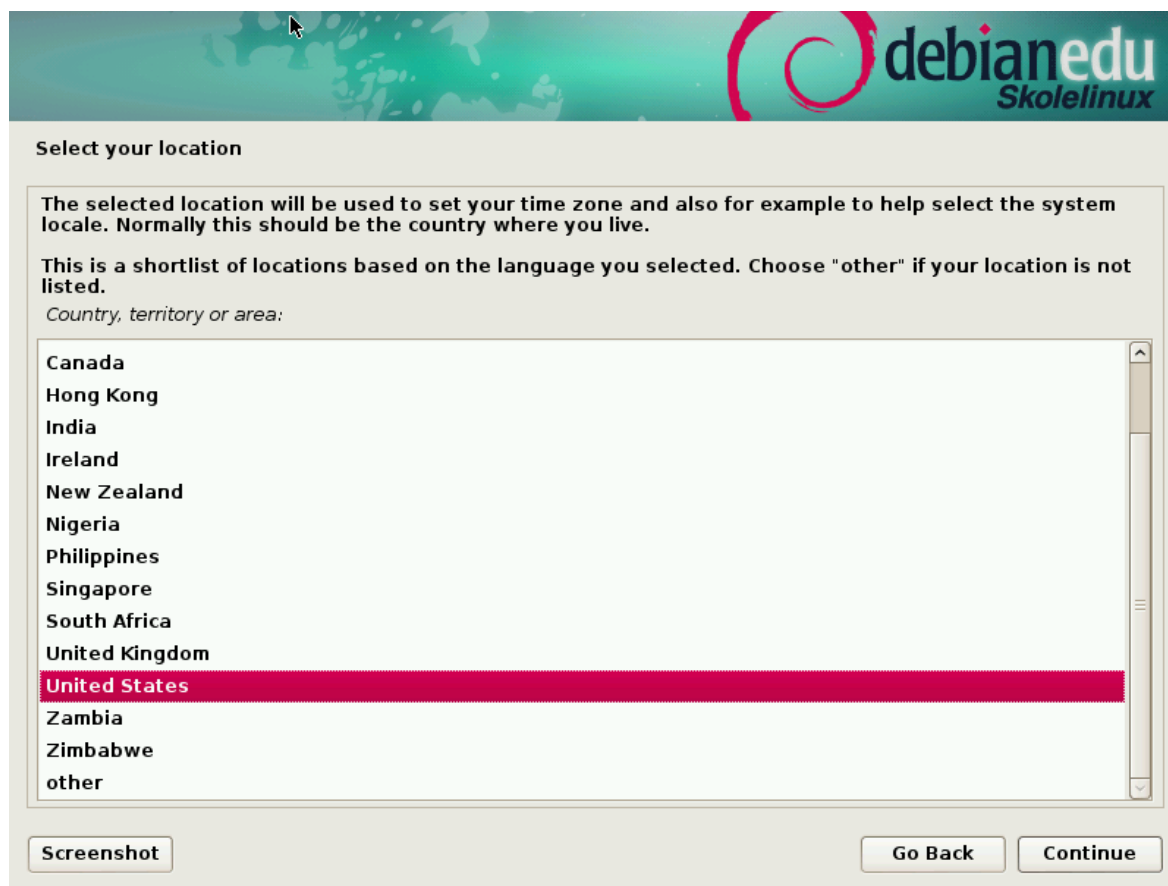 debianedu
Skolelinux
Select your location
The selected location will be used to set your time zone and also for example to help select the system
locale. Normally this should be the country where you live.
This is a shortlist of locations based on the language you selected. Choose "other" if your location is not
listed.
Country, territory or area:
Canada
Hong Kong
India
Ireland
New Zealand
Nigeria
Philippines
Singapore
South Africa
United Kingdom
United States
Zambia
Zimbabwe
other
Screenshot
Go Back
Continue